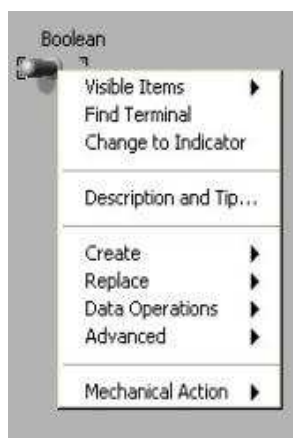 Boolean
Visible Items
Find Terminal
Change to Indicator
Description and Tip...
Create
Replace
Data Operations
Advanced
Mechanical Action